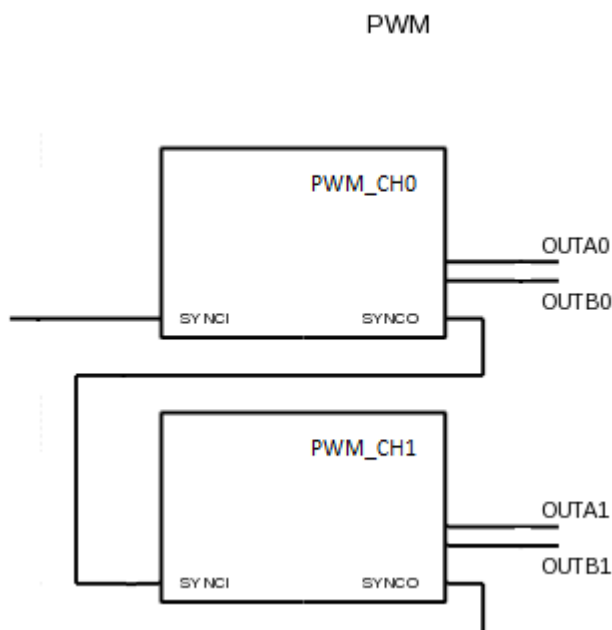 PWM
PWM_CH0
OUTA0
OUTB0
SYNCI SYNCO
PWM_CH1
OUTA1
OUTB1
SYNCI SYNCO